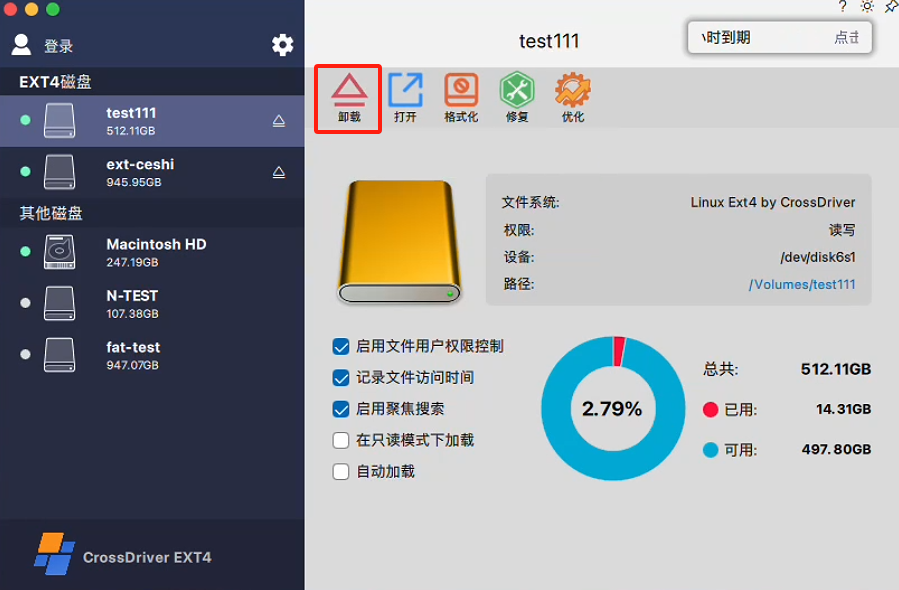 登录
EXT4磁盘
test111
512.11GB
ext-ceshi
945.95GB
其他磁盘
Macintosh HD
247.19GB
N-TEST
107.38GB
fat-test
947.07GB
CrossDriver EXT4
?
test111
时到期 点击
卸载 打开 格式化 修复 优化
文件系统: Linux Ext4 by CrossDriver
权限: 读写
设备: /dev/disk6s1
路径: /Volumes/test111
启用文件用户权限控制
记录文件访问时间
启用聚焦搜索
在只读模式下加载
自动加载
2.79%
总共: 512.11GB
已用: 14.31GB
可用: 497.80GB